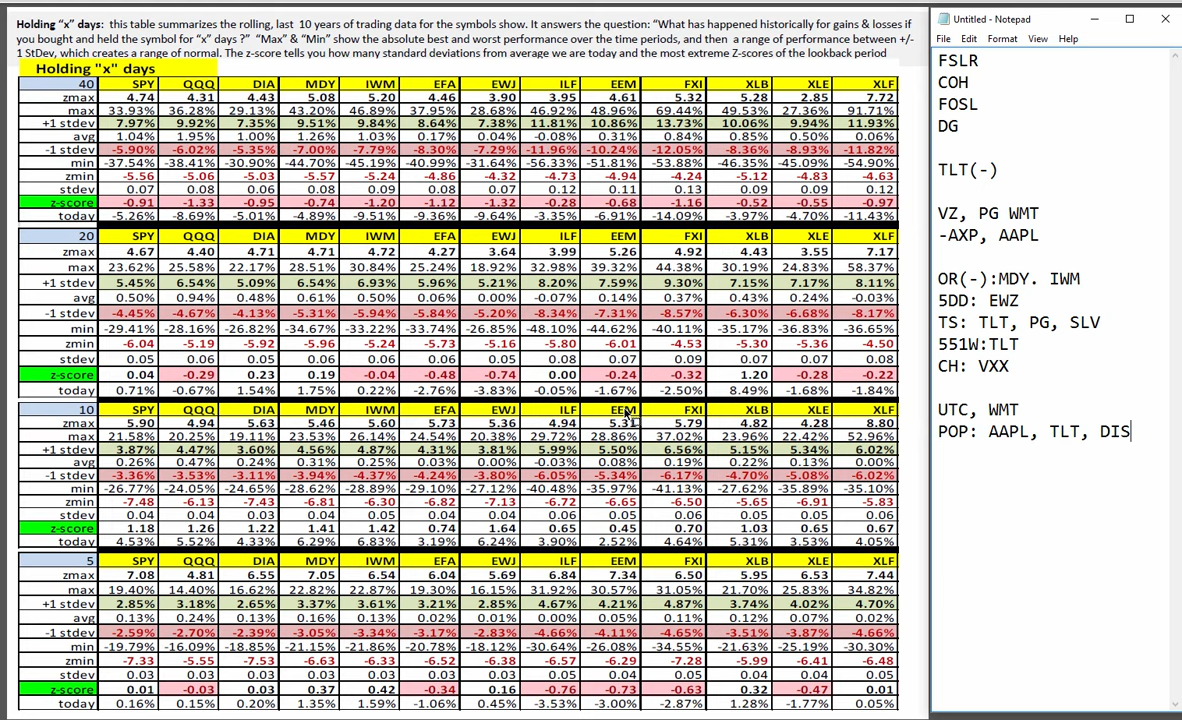 Holding "x" days: this table summarizes the rolling, last 10 years of trading data for the symbols show. It answers the question: "What has happened historically for gains & losses if
you bought and held the symbol for "x" days ?" "Max" & "Min" show the absolute best and worst performance over the time periods, and then a range of performance between +/-
1 StDev, which creates a range of normal. The z-score tells you how many standard deviations from average we are today and the most extreme Z-scores of the lookback period
Holding "x" days
40 SPY QQQ DIA MDY IWM EFA EWJ ILF EEM FXI XLB XLE XLF
zmax 4.74 4.31 4.43 5.08 5.20 4.46 3.90 3.95 4.61 5.32 5.28 2.85 7.72
max 33.93% 36.28% 29.13% 43.20% 46.89% 37.95% 28.68% 46.92% 48.96% 69.44% 49.53% 27.36% 91.71%
+1 stdev 7.97% 9.92% 7.35% 9.51% 9.84% 8.64% 7.38% 11.81% 10.86% 13.73% 10.06% 9.94% 11.93%
avg 1.04% 1.95% 1.00% 1.26% 1.03% 0.17% 0.04% -0.08% 0.31% 0.84% 0.85% 0.50% 0.06%
-1 stdev -5.90% -6.02% -5.35% -7.00% -7.79% -8.30% -7.29% -11.96% -10.24% -12.05% -8.36% -8.93% -11.82%
min -37.54% -38.41% -30.90% -44.70% -45.19% -40.99% -31.64% -56.33% -51.81% -53.88% -46.35% -45.09% -54.90%
zmin -5.56 -5.06 -5.03 -5.57 -5.24 -4.86 -4.32 -4.73 -4.94 -4.24 -5.12 -4.83 -4.63
stdev 0.07 0.08 0.06 0.08 0.09 0.08 0.07 0.12 0.11 0.13 0.09 0.09 0.12
z-score -0.91 -1.33 -0.95 -0.74 -1.20 -1.12 -1.32 -0.28 -0.68 -1.16 -0.52 -0.55 -0.97
today -5.26% -8.69% -5.01% -4.89% -9.51% -9.36% -9.64% -3.35% -6.91% -14.09% -3.97% -4.70% -11.43%
20 SPY QQQ DIA MDY IWM EFA EWJ ILF EEM FXI XLB XLE XLF
zmax 4.67 4.40 4.71 4.71 4.72 4.27 3.64 3.99 5.26 4.92 4.43 3.55 7.17
max 23.62% 25.58% 22.17% 28.51% 30.84% 25.24% 18.92% 32.98% 39.32% 44.38% 30.19% 24.83% 58.37%
+1 stdev 5.45% 6.54% 5.09% 6.54% 6.93% 5.96% 5.21% 8.20% 7.59% 9.30% 7.15% 7.17% 8.11%
avg 0.50% 0.94% 0.48% 0.61% 0.50% 0.06% 0.00% -0.07% 0.14% 0.37% 0.43% 0.24% -0.03%
-1 stdev -4.45% -4.67% -4.13% -5.31% -5.94% -5.84% -5.20% -8.34% -7.31% -8.57% -6.30% -6.68% -8.17%
min -29.41% -28.16% -26.82% -34.67% -33.22% -33.74% -26.85% -48.10% -44.62% -40.11% -35.17% -36.83% -36.65%
zmin -6.04 -5.19 -5.92 -5.96 -5.24 -5.73 -5.16 -5.80 -6.01 -4.53 -5.30 -5.36 -4.50
stdev 0.05 0.06 0.05 0.06 0.06 0.06 0.05 0.08 0.07 0.09 0.07 0.07 0.08
z-score 0.04 -0.29 0.23 0.19 -0.04 -0.48 -0.74 0.00 -0.24 -0.32 1.20 -0.28 -0.22
today 0.71% -0.67% 1.54% 1.75% 0.22% -2.76% -3.83% -0.05% -1.67% -2.50% 8.49% -1.68% -1.84%
10 SPY QQQ DIA MDY IWM EFA EWJ ILF EEM FXI XLB XLE XLF
zmax 5.90 4.94 5.63 5.46 5.60 5.73 5.36 4.94 5.31 5.79 4.82 4.28 8.80
max 21.58% 20.25% 19.11% 23.53% 26.14% 24.54% 20.38% 29.72% 28.86% 37.02% 23.96% 22.42% 52.96%
+1 stdev 3.87% 4.47% 3.60% 4.56% 4.87% 4.31% 3.81% 5.99% 5.50% 6.56% 5.15% 5.34% 6.02%
avg 0.26% 0.47% 0.24% 0.31% 0.25% 0.03% 0.00% -0.03% 0.08% 0.19% 0.22% 0.13% 0.00%
-1 stdev -3.36% -3.53% -3.11% -3.94% -4.37% -4.24% -3.80% -6.05% -5.34% -6.17% -4.70% -5.08% -6.02%
min -26.77% -24.05% -24.65% -28.62% -28.89% -29.10% -27.12% -40.48% -35.97% -41.13% -27.62% -35.89% -35.10%
zmin -7.48 -6.13 -7.43 -6.81 -6.30 -6.82 -7.13 -6.72 -6.65 -6.50 -5.65 -6.91 -5.83
stdev 0.04 0.04 0.03 0.04 0.05 0.04 0.04 0.06 0.05 0.06 0.05 0.05 0.06
z-score 1.18 1.26 1.22 1.41 1.42 0.74 1.64 0.65 0.45 0.70 1.03 0.65 0.67
today 4.53% 5.52% 4.33% 6.29% 6.83% 3.19% 6.24% 3.90% 2.52% 4.64% 5.31% 3.53% 4.05%
5 SPY QQQ DIA MDY IWM EFA EWJ ILF EEM FXI XLB XLE XLF
zmax 7.08 4.81 6.55 7.05 6.54 6.04 5.69 6.84 7.34 6.50 5.95 6.53 7.44
max 19.40% 14.40% 16.62% 22.82% 22.87% 19.30% 16.15% 31.92% 30.57% 31.05% 21.70% 25.83% 34.82%
+1 stdev 2.85% 3.18% 2.65% 3.37% 3.61% 3.21% 2.85% 4.67% 4.21% 4.87% 3.74% 4.02% 4.70%
avg 0.13% 0.24% 0.13% 0.16% 0.13% 0.02% 0.01% 0.00% 0.05% 0.11% 0.12% 0.07% 0.02%
-1 stdev -2.59% -2.70% -2.39% -3.05% -3.34% -3.17% -2.83% -4.66% -4.11% -4.65% -3.51% -3.87% -4.66%
min -19.79% -16.09% -18.85% -21.15% -21.86% -20.78% -18.12% -30.64% -26.08% -34.55% -21.63% -25.19% -30.30%
zmin -7.33 -5.55 -7.53 -6.63 -6.33 -6.52 -6.38 -6.57 -6.29 -7.28 -5.99 -6.41 -6.48
stdev 0.03 0.03 0.03 0.03 0.03 0.03 0.03 0.05 0.04 0.05 0.04 0.04 0.05
z-score 0.01 -0.03 0.03 0.37 0.42 -0.34 0.16 -0.76 -0.73 -0.63 0.32 -0.47 0.01
today 0.16% 0.15% 0.20% 1.35% 1.59% -1.06% 0.45% -3.53% -3.00% -2.87% 1.28% -1.77% 0.05%
Untitled - Notepad
File Edit Format View Help
FSLR
COH
FOSL
DG
TLT(-)
VZ, PG WMT
-AXP, AAPL
OR(-):MDY. IWM
5DD: EWZ
TS: TLT, PG, SLV
551W:TLT
CH: VXX
UTC, WMT
POP: AAPL, TLT, DIS